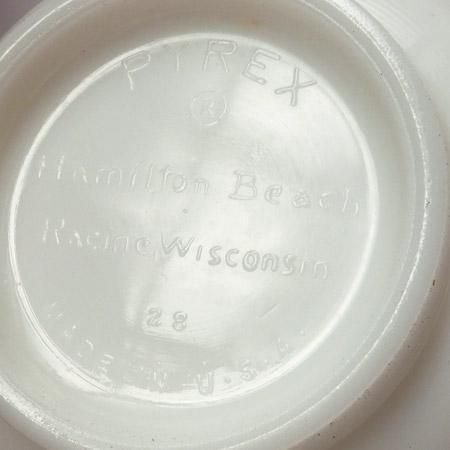 PYREX
®
Hamilton Beach
Racine, Wisconsin
28
MADE IN U.S.A.